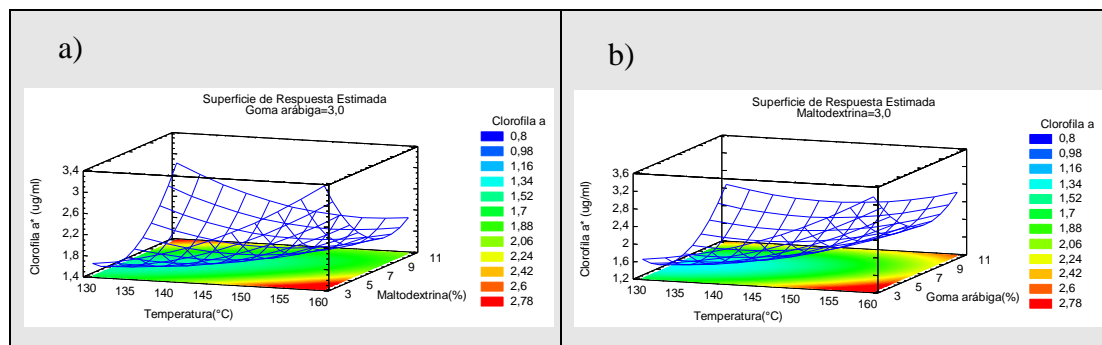 a)
Superficie de Respuesta Estimada
Goma arábiga=3,0
Clorofila a
0,8
0,98
1,16
1,34
1,52
1,7
1,88
2,06
2,24
2,42
2,6
2,78
Clorofila a* (ug/ml)
3,4
3
2,6
2,2
1,8
1,4
130 135 140 145 150 155 160
Temperatura(°C)
3 5 7 9 11
Maltodextrina(%)
b)
Superficie de Respuesta Estimada
Maltodextrina=3,0
Clorofila a
0,8
0,98
1,16
1,34
1,52
1,7
1,88
2,06
2,24
2,42
2,6
2,78
Clorofila a* (ug/ml)
3,6
3,2
2,8
2,4
2
1,6
1,2
130 135 140 145 150 155 160
Temperatura(°C)
3 5 7 9 11
Goma arábiga(%)